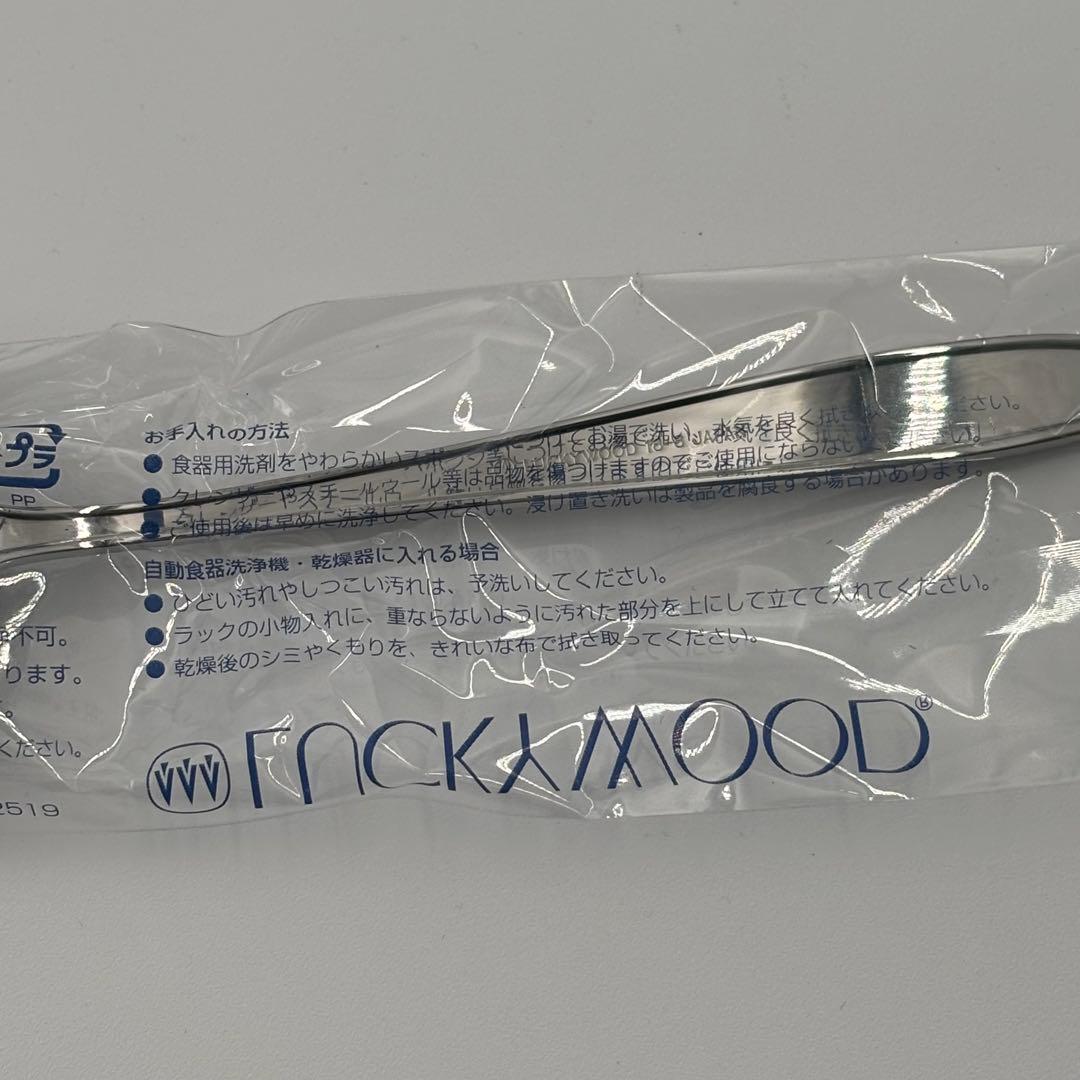 プラ
PP
お手入れの方法
● 食器用洗剤をやわらかいスポンジ等につけてお湯で洗い、水気を良く拭き ください。
● クレンザーやスチールウール等は品物を傷つけますのでご使用にならない ください。
● ご使用後は早めに洗浄してください。浸け置き洗いは製品を腐食する場合があります。
自動食器洗浄機・乾燥器に入れる場合
● ひどい汚れやしつこい汚れは、予洗いしてください。
● ラックの小物入れに、重ならないように汚れた部分を上にして立てて入れてください。
● 乾燥後のシミやくもりを、きれいな布で拭き取ってください。
不可。
ります。
ください。
2519
LUCKYWOOD®